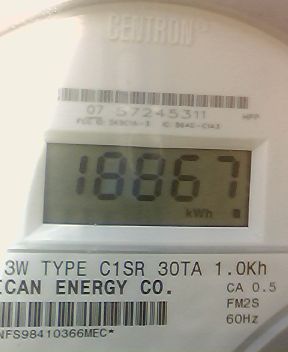 CENTRON®
07 57245311
18867
kWh
3W TYPE C1SR 30TA 1.0Kh
ICAN ENERGY CO. CA 0.5
FM2S
NFS98410366MEC* 60Hz